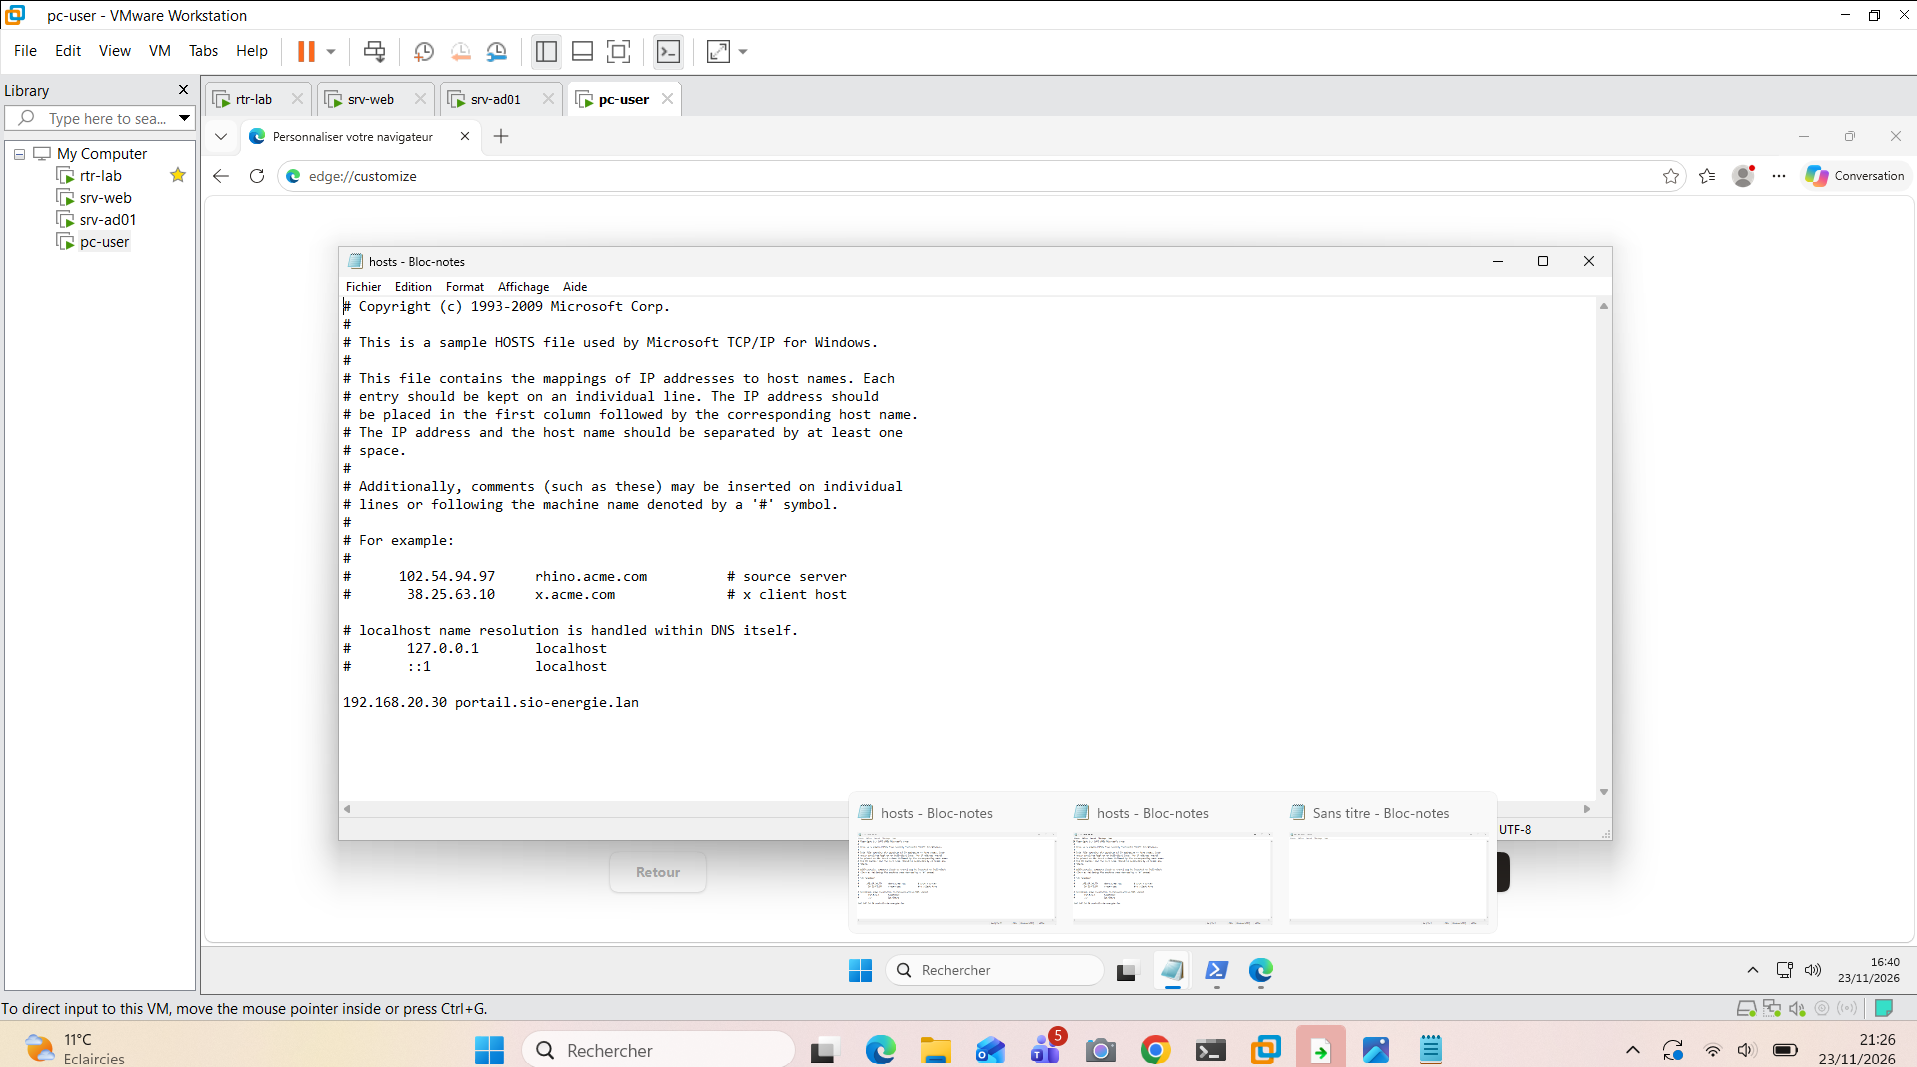 pc-user - VMware Workstation
File Edit View VM Tabs Help
Library
Type here to sea...
My Computer
rtr-lab
srv-web
srv-ad01
pc-user
rtr-lab srv-web srv-ad01 pc-user
Personnaliser votre navigateur
edge://customize
Conversation
hosts - Bloc-notes
Fichier Edition Format Affichage Aide
# Copyright (c) 1993-2009 Microsoft Corp.
#
# This is a sample HOSTS file used by Microsoft TCP/IP for Windows.
#
# This file contains the mappings of IP addresses to host names. Each
# entry should be kept on an individual line. The IP address should
# be placed in the first column followed by the corresponding host name.
# The IP address and the host name should be separated by at least one
# space.
#
# Additionally, comments (such as these) may be inserted on individual
# lines or following the machine name denoted by a '#' symbol.
#
# For example:
#
# 102.54.94.97 rhino.acme.com # source server
# 38.25.63.10 x.acme.com # x client host
# localhost name resolution is handled within DNS itself.
# 127.0.0.1 localhost
# ::1 localhost
192.168.20.30 portail.sio-energie.lan
UTF-8
hosts - Bloc-notes
hosts - Bloc-notes
Sans titre - Bloc-notes
Retour
Rechercher
16:40
23/11/2026
To direct input to this VM, move the mouse pointer inside or press Ctrl+G.
11°C
Eclaircies
Rechercher
5
21:26
23/11/2026